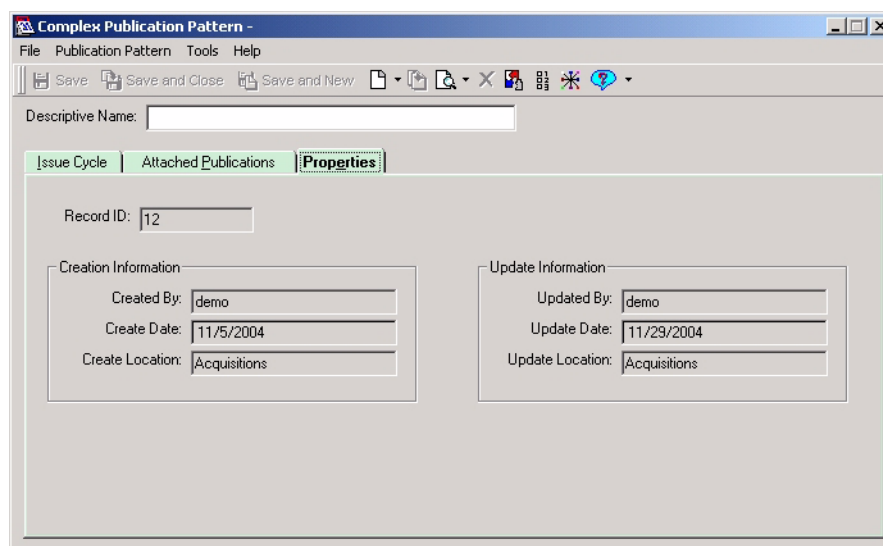 Complex Publication Pattern -
File Publication Pattern Tools Help
Save Save and Close Save and New
Descriptive Name:
Issue Cycle Attached Publications Properties
Record ID: 12
Creation Information Update Information
Created By: demo Updated By: demo
Create Date: 11/5/2004 Update Date: 11/29/2004
Create Location: Acquisitions Update Location: Acquisitions